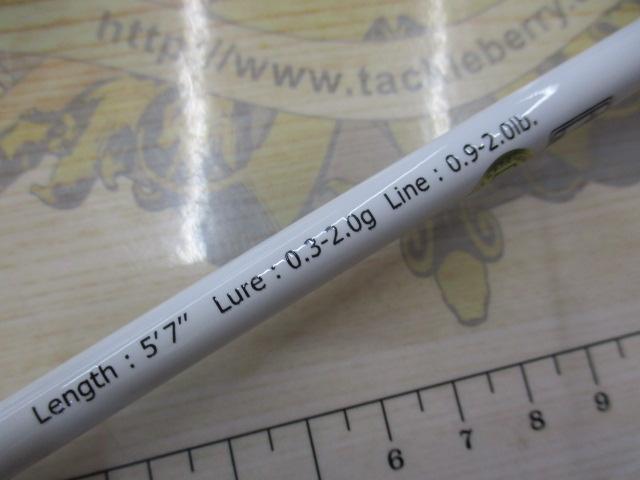 http://www.tackleberry.
Length : 5'7" Lure : 0.3-2.0g Line : 0.9-2.0lb.
6 7 8 9